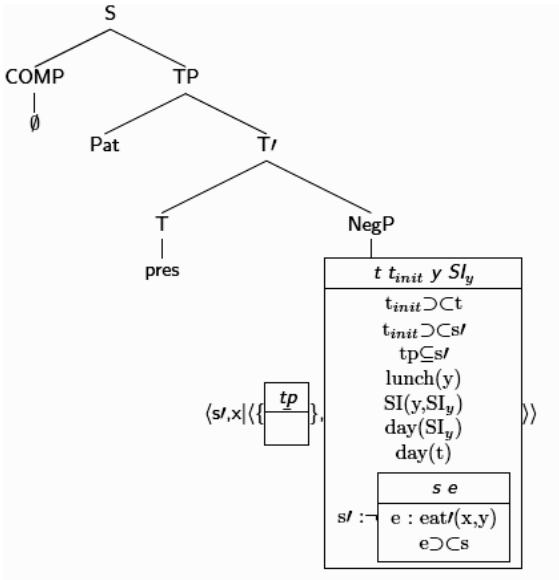 S
COMP TP
∅
Pat T′
T NegP
pres
t t_init y SI_y
t_init⊃⊂t
t_init⊃⊂s′
tp⊆s′
lunch(y)
⟨s′,x|⟨{ tp }, SI(y,SI_y) ⟩⟩
day(SI_y)
day(t)
s e
s′ :¬ e : eat′(x,y)
e⊃⊂s